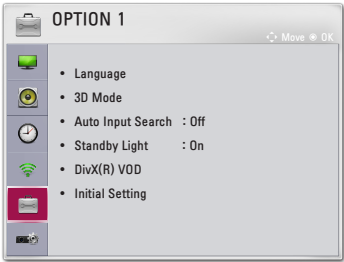 OPTION 1
Move ◉ OK
• Language
• 3D Mode
• Auto Input Search : Off
• Standby Light : On
• DivX(R) VOD
• Initial Setting